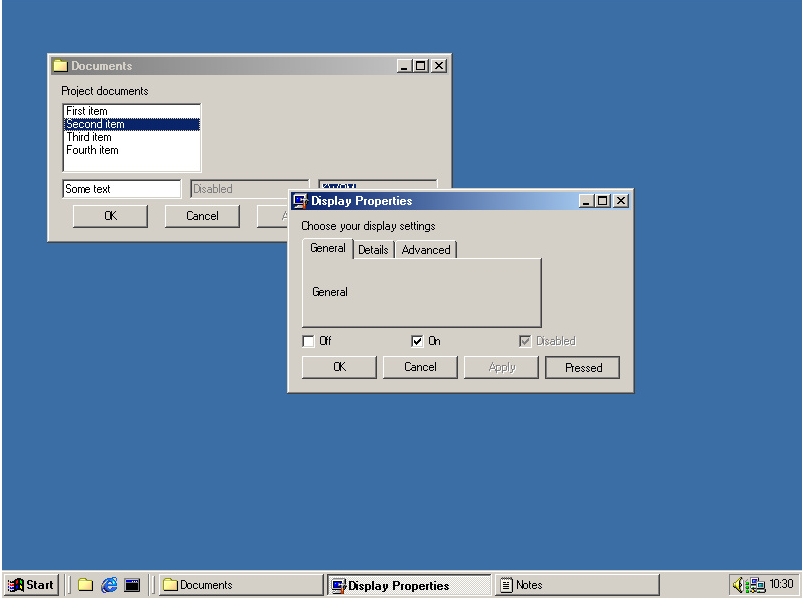 Documents
Project documents
First item
Second item
Third item
Fourth item
Some text
Disabled
OK
Cancel
Display Properties
Choose your display settings
General
Details
Advanced
General
Off
On
Disabled
OK
Cancel
Apply
Pressed
Start
Documents
Display Properties
Notes
10:30